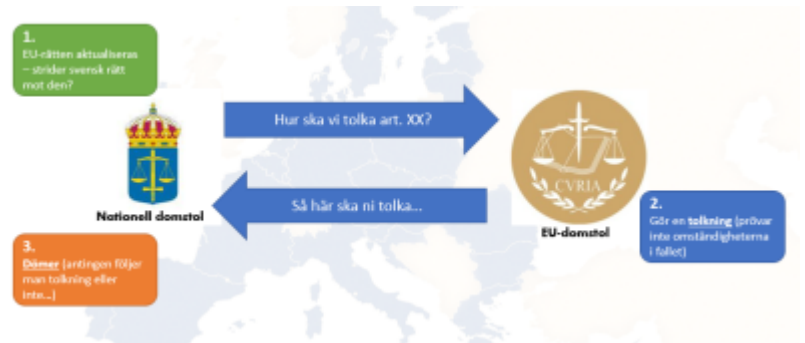 1.
EU-rätten aktualiseras
– strider svensk rätt
mot den?
Hur ska vi tolka art. XX?
CVRIA
Nationell domstol
Så här ska ni tolka...
EU-domstol
2.
Gör en tolkning (prövar
inte omständigheterna
i fallet)
3.
Dömer (antingen följer
man tolkning eller
inte...)